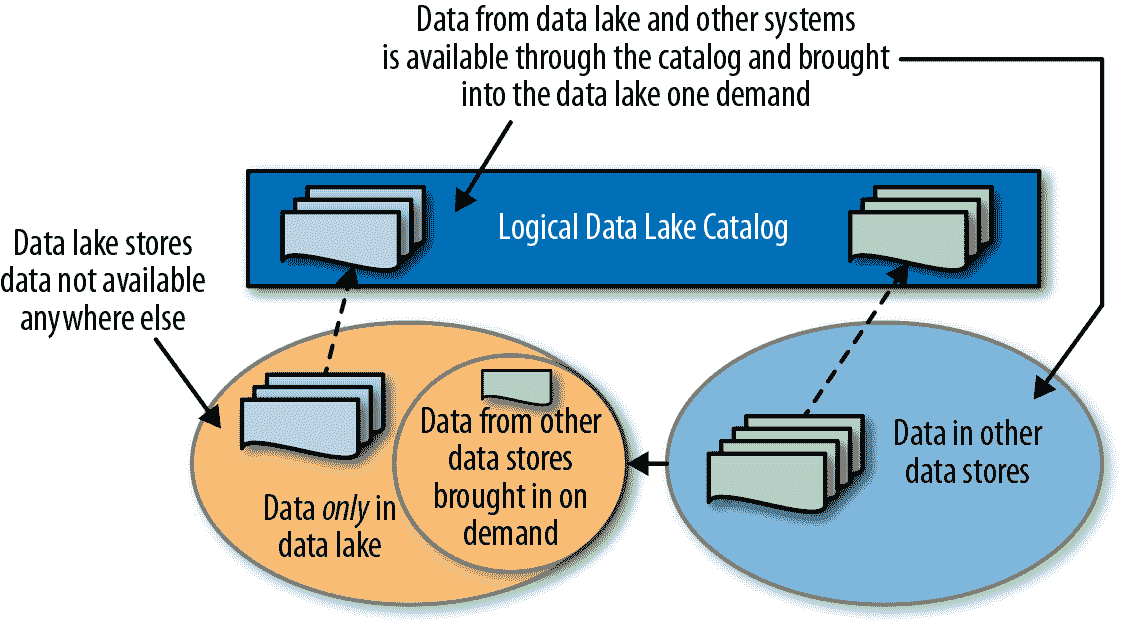 Data from data lake and other systems
is available through the catalog and brought
into the data lake one demand
Logical Data Lake Catalog
Data lake stores
data not available
anywhere else
Data only in
data lake
Data from other
data stores
brought in on
demand
Data in other
data stores